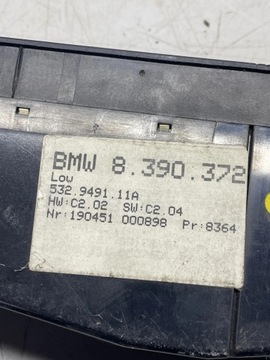 BMW 8.390.372
Low
532.9491.11A
HW:C2.02 SW:C2.04
Nr:190451 000898 Pr:8364